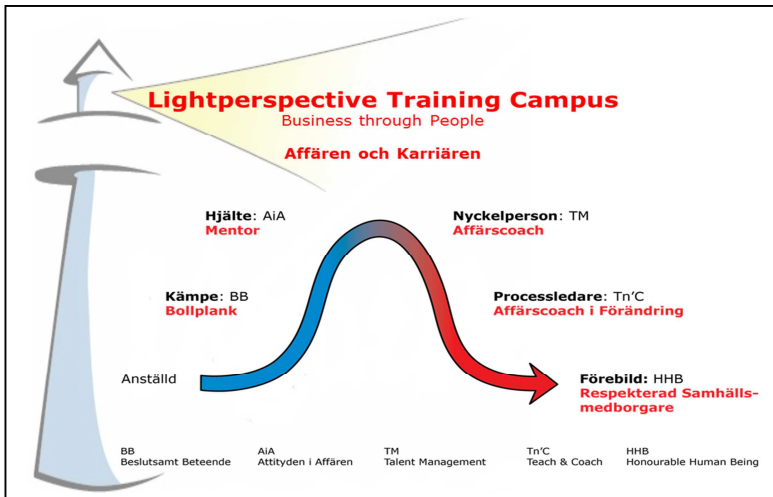 Lightperspective Training Campus
Business through People
Affären och Karriären
Hjälte: AiA
Mentor
Nyckelperson: TM
Affärscoach
Kämpe: BB
Bollplank
Processledare: Tn’C
Affärscoach i Förändring
Anställd
Förebild: HHB
Respekterad Samhälls-
medborgare
BB
Beslutsamt Beteende
AiA
Attityden i Affären
TM
Talent Management
Tn’C
Teach & Coach
HHB
Honourable Human Being